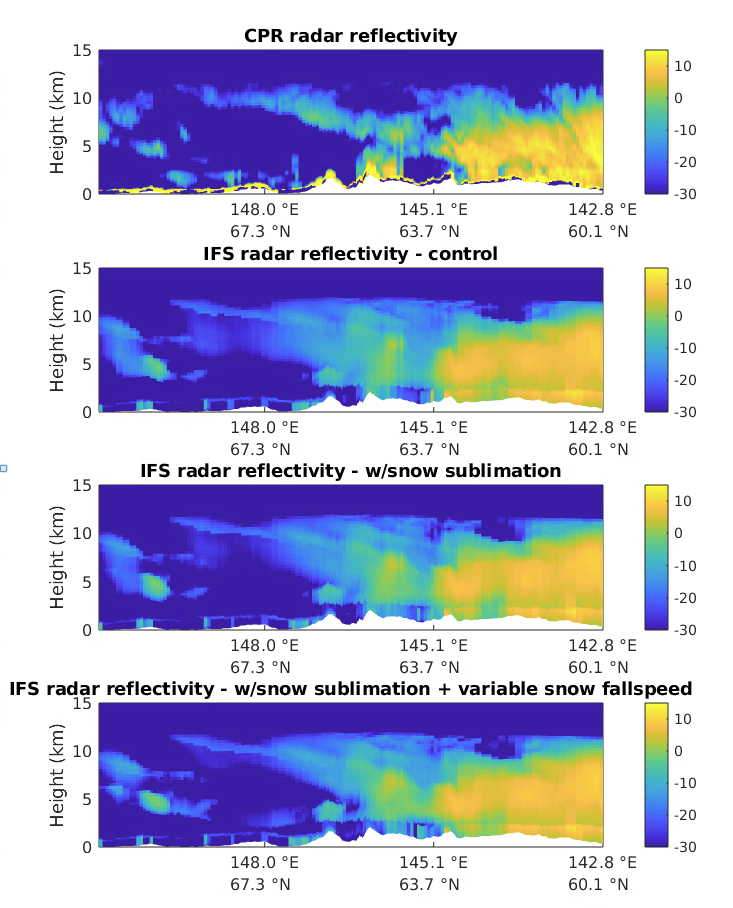 CPR radar reflectivity
15
10
5
0
Height (km)
10
0
-10
-20
-30
148.0 °E 145.1 °E 142.8 °E
67.3 °N 63.7 °N 60.1 °N
IFS radar reflectivity - control
15
10
5
0
Height (km)
10
0
-10
-20
-30
148.0 °E 145.1 °E 142.8 °E
67.3 °N 63.7 °N 60.1 °N
IFS radar reflectivity - w/snow sublimation
15
10
5
0
Height (km)
10
0
-10
-20
-30
148.0 °E 145.1 °E 142.8 °E
67.3 °N 63.7 °N 60.1 °N
IFS radar reflectivity - w/snow sublimation + variable snow fallspeed
15
10
5
0
Height (km)
10
0
-10
-20
-30
148.0 °E 145.1 °E 142.8 °E
67.3 °N 63.7 °N 60.1 °N